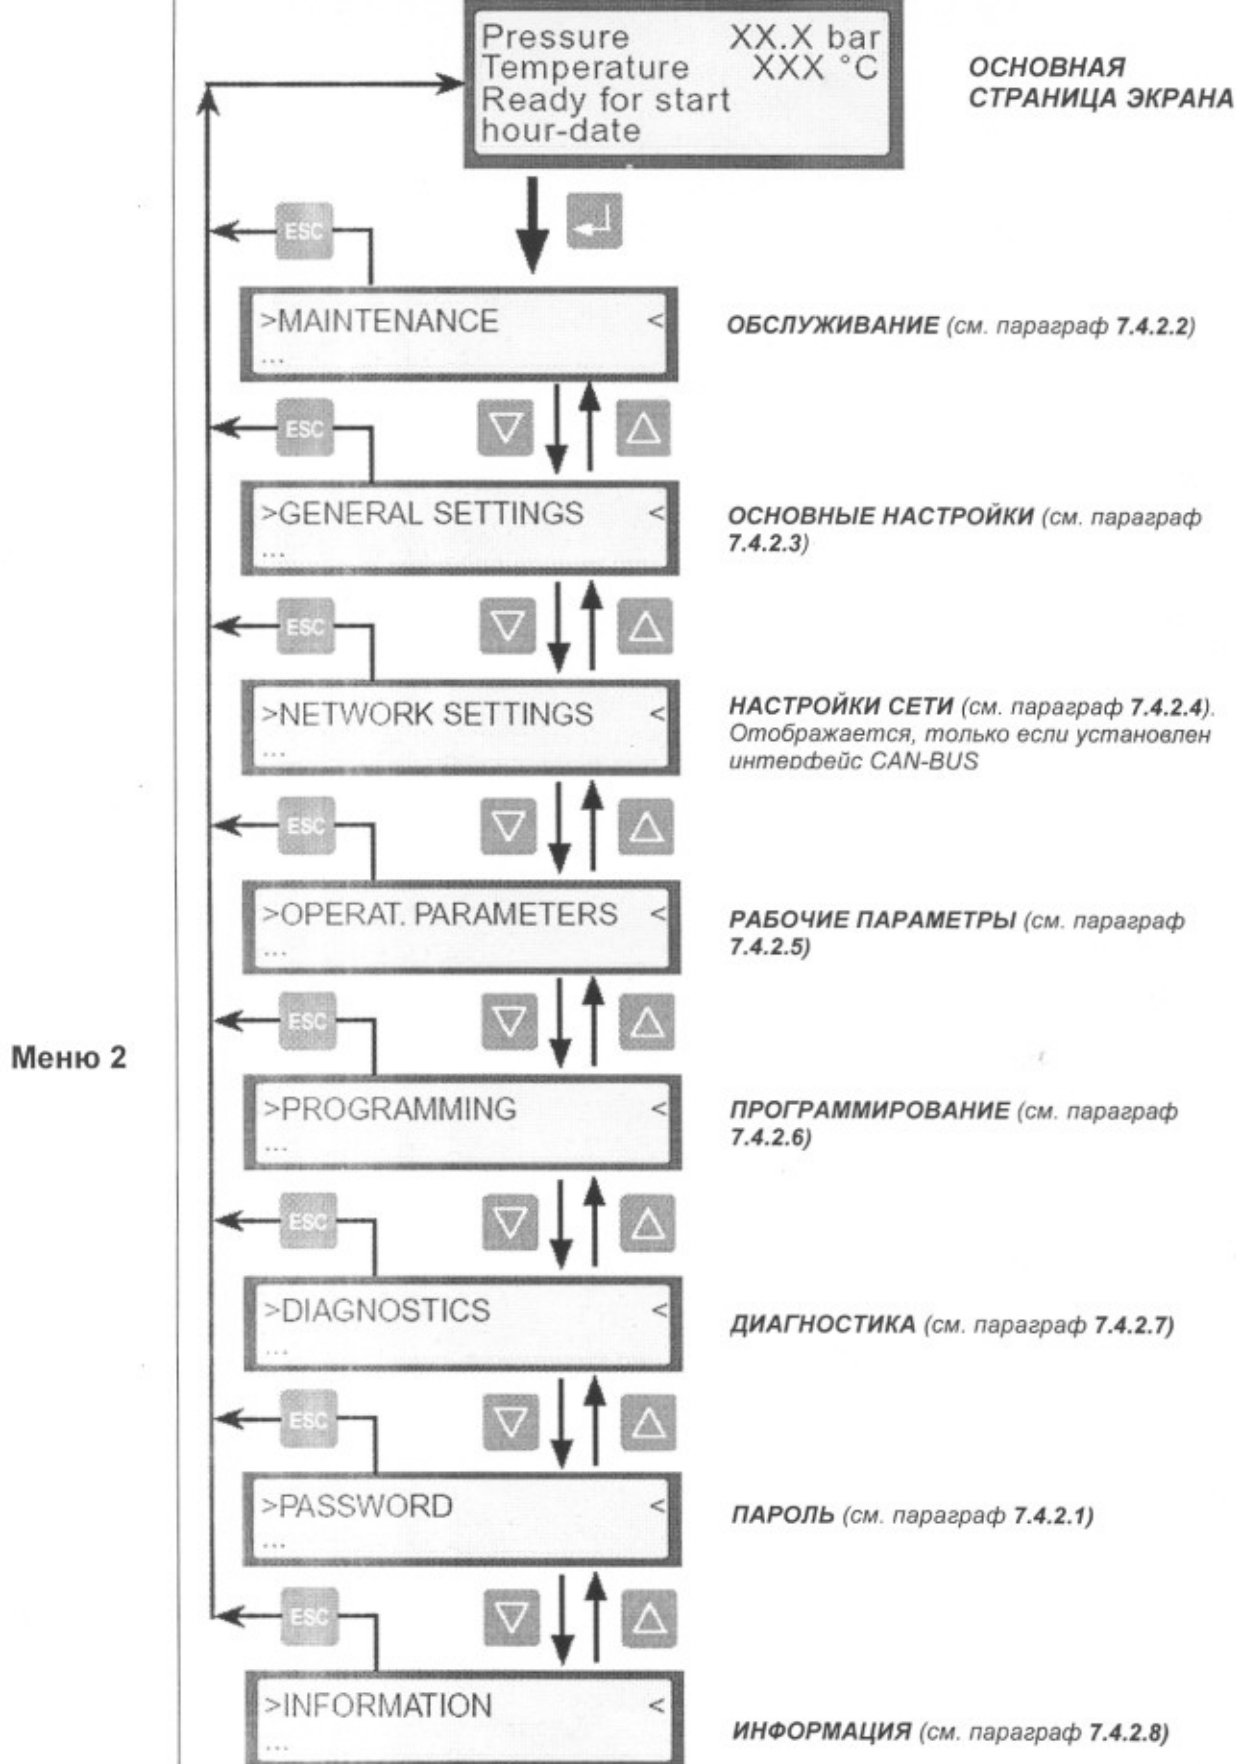 Pressure XX.X bar
Temperature XXX °C
Ready for start
hour-date
ОСНОВНАЯ
СТРАНИЦА ЭКРАНА
ESC
>MAINTENANCE <
...
ОБСЛУЖИВАНИЕ (см. параграф 7.4.2.2)
ESC
>GENERAL SETTINGS <
...
ОСНОВНЫЕ НАСТРОЙКИ (см. параграф
7.4.2.3)
ESC
>NETWORK SETTINGS <
...
НАСТРОЙКИ СЕТИ (см. параграф 7.4.2.4).
Отображается, только если установлен
интерфейс CAN-BUS
ESC
>OPERAT. PARAMETERS <
...
РАБОЧИЕ ПАРАМЕТРЫ (см. параграф
7.4.2.5)
Меню 2
ESC
>PROGRAMMING <
...
ПРОГРАММИРОВАНИЕ (см. параграф
7.4.2.6)
ESC
>DIAGNOSTICS <
...
ДИАГНОСТИКА (см. параграф 7.4.2.7)
ESC
>PASSWORD <
...
ПАРОЛЬ (см. параграф 7.4.2.1)
ESC
>INFORMATION <
...
ИНФОРМАЦИЯ (см. параграф 7.4.2.8)